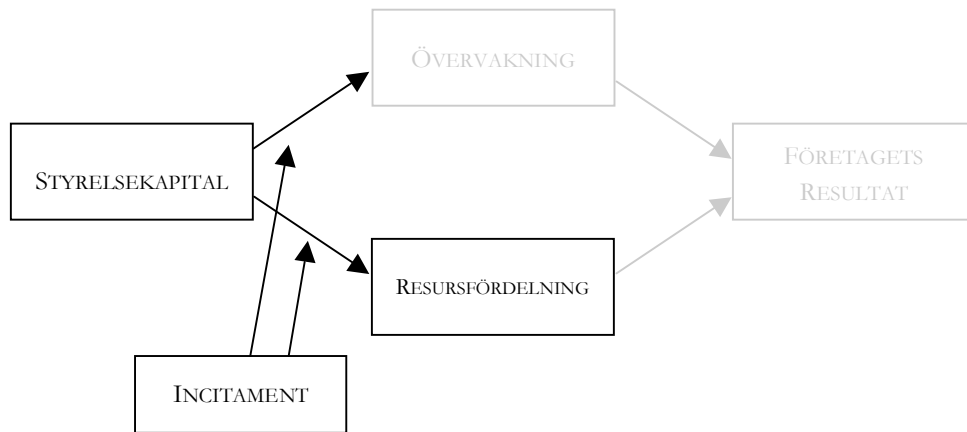 ÖVERVAKNING
STYRELSEKAPITAL
FÖRETAGETS
RESULTAT
RESURSFÖRDELNING
INCITAMENT